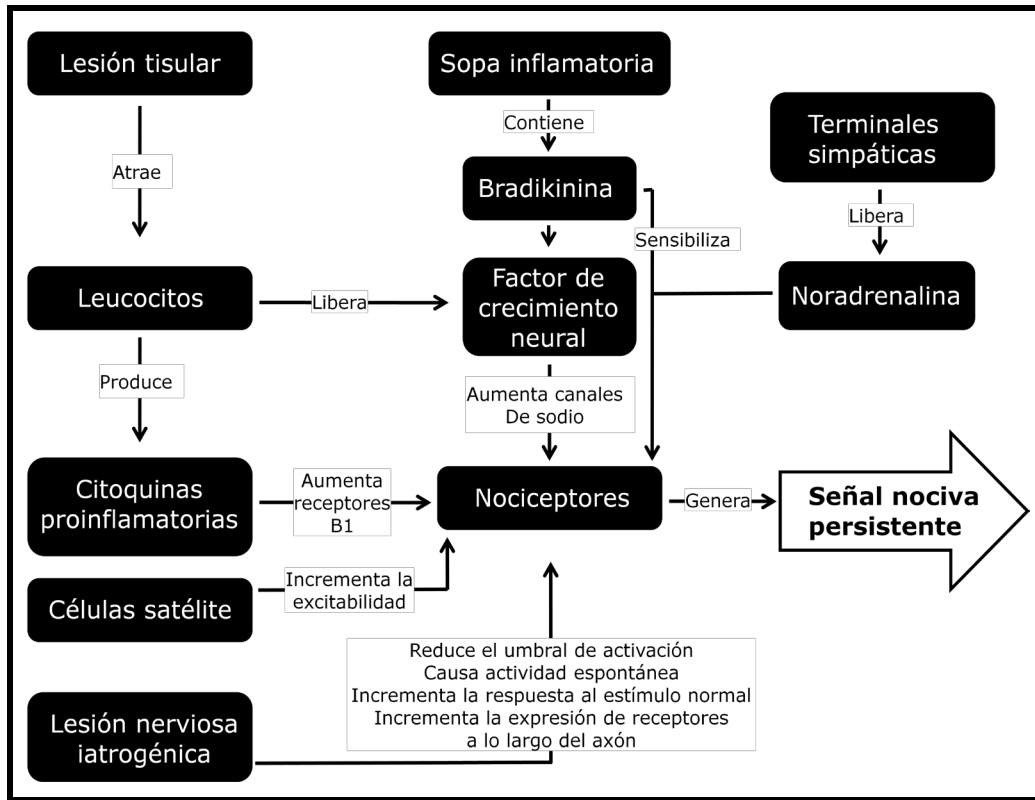 Lesión tisular
Sopa inflamatoria
Contiene
Terminales
simpáticas
Atrae
Bradikinina
Libera
Sensibiliza
Leucocitos
Libera
Factor de
crecimiento
neural
Noradrenalina
Produce
Aumenta canales
De sodio
Citoquinas
proinflamatorias
Aumenta
receptores
B1
Nociceptores
Genera
Señal nociva
persistente
Células satélite
Incrementa la
excitabilidad
Reduce el umbral de activación
Causa actividad espontánea
Incrementa la respuesta al estímulo normal
Incrementa la expresión de receptores
a lo largo del axón
Lesión nerviosa
iatrogénica